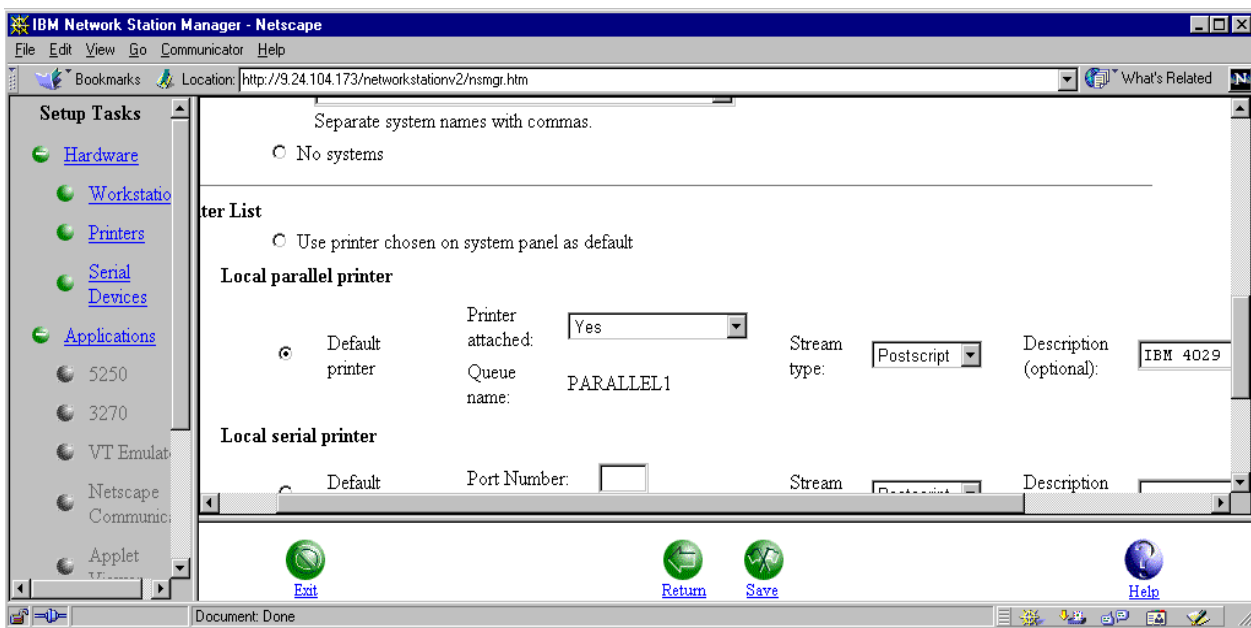 IBM Network Station Manager - Netscape
File Edit View Go Communicator Help
Bookmarks Location: http://9.24.104.173/networkstationv2/nsmgr.htm What's Related N
Setup Tasks
Hardware
Workstatio
Printers
Serial
Devices
Applications
5250
3270
VT Emulat
Netscape
Communic
Applet
Separate system names with commas.
No systems
ter List
Use printer chosen on system panel as default
Local parallel printer
Default printer
Printer attached: Yes
Queue name: PARALLEL1
Stream type: Postscript
Description (optional): IBM 4029
Local serial printer
Default
Port Number:
Stream
Postscript
Description
Exit Return Save Help
Document: Done